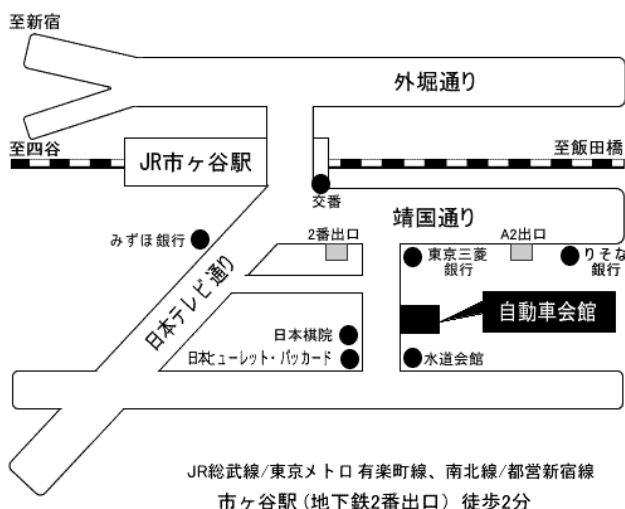 至新宿
外堀通り
至四谷
JR市ヶ谷駅
至飯田橋
交番
靖国通り
みずほ銀行
2番出口
A2出口
東京三菱
銀行
りそな
銀行
日本テレビ通り
自動車会館
日本棋院
日本ヒューレット・パッカード
水道会館
JR総武線/東京メトロ有楽町線、南北線/都営新宿線
市ヶ谷駅(地下鉄2番出口) 徒歩2分